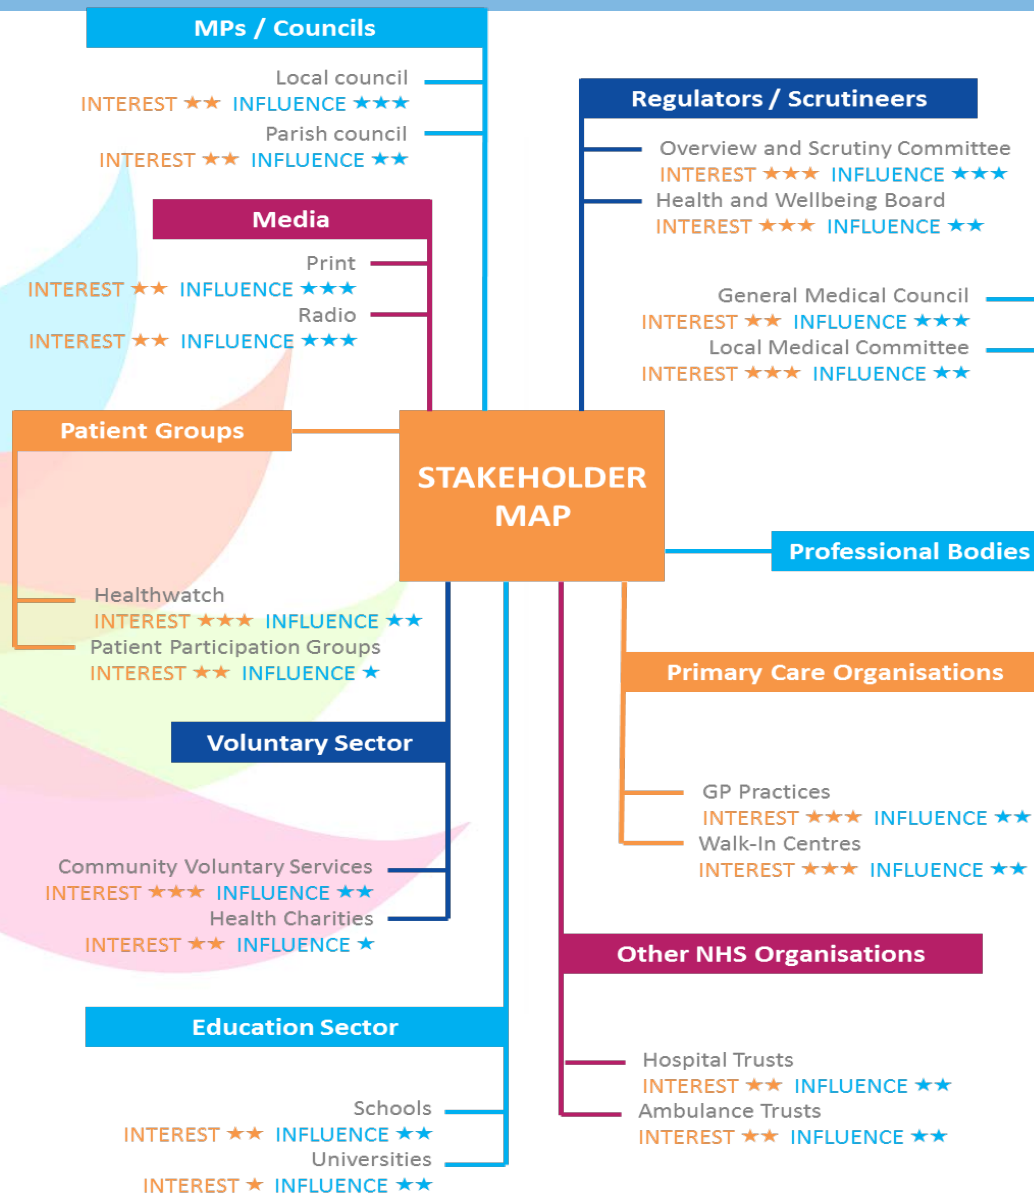 MPs / Councils
Local council
INTEREST ★★ INFLUENCE ★★★
Parish council
INTEREST ★★ INFLUENCE ★★
Media
Print
INTEREST ★★ INFLUENCE ★★★
Radio
INTEREST ★★ INFLUENCE ★★★
Regulators / Scrutineers
Overview and Scrutiny Committee
INTEREST ★★★ INFLUENCE ★★★
Health and Wellbeing Board
INTEREST ★★★ INFLUENCE ★★
General Medical Council
INTEREST ★★ INFLUENCE ★★★
Local Medical Committee
INTEREST ★★★ INFLUENCE ★★
Patient Groups
STAKEHOLDER
MAP
Professional Bodies
Healthwatch
INTEREST ★★★ INFLUENCE ★★
Patient Participation Groups
INTEREST ★★ INFLUENCE ★
Primary Care Organisations
GP Practices
INTEREST ★★★ INFLUENCE ★★
Walk-In Centres
INTEREST ★★★ INFLUENCE ★★
Voluntary Sector
Community Voluntary Services
INTEREST ★★★ INFLUENCE ★★
Health Charities
INTEREST ★★ INFLUENCE ★
Other NHS Organisations
Hospital Trusts
INTEREST ★★ INFLUENCE ★★
Ambulance Trusts
INTEREST ★★ INFLUENCE ★★
Education Sector
Schools
INTEREST ★★ INFLUENCE ★★
Universities
INTEREST ★ INFLUENCE ★★